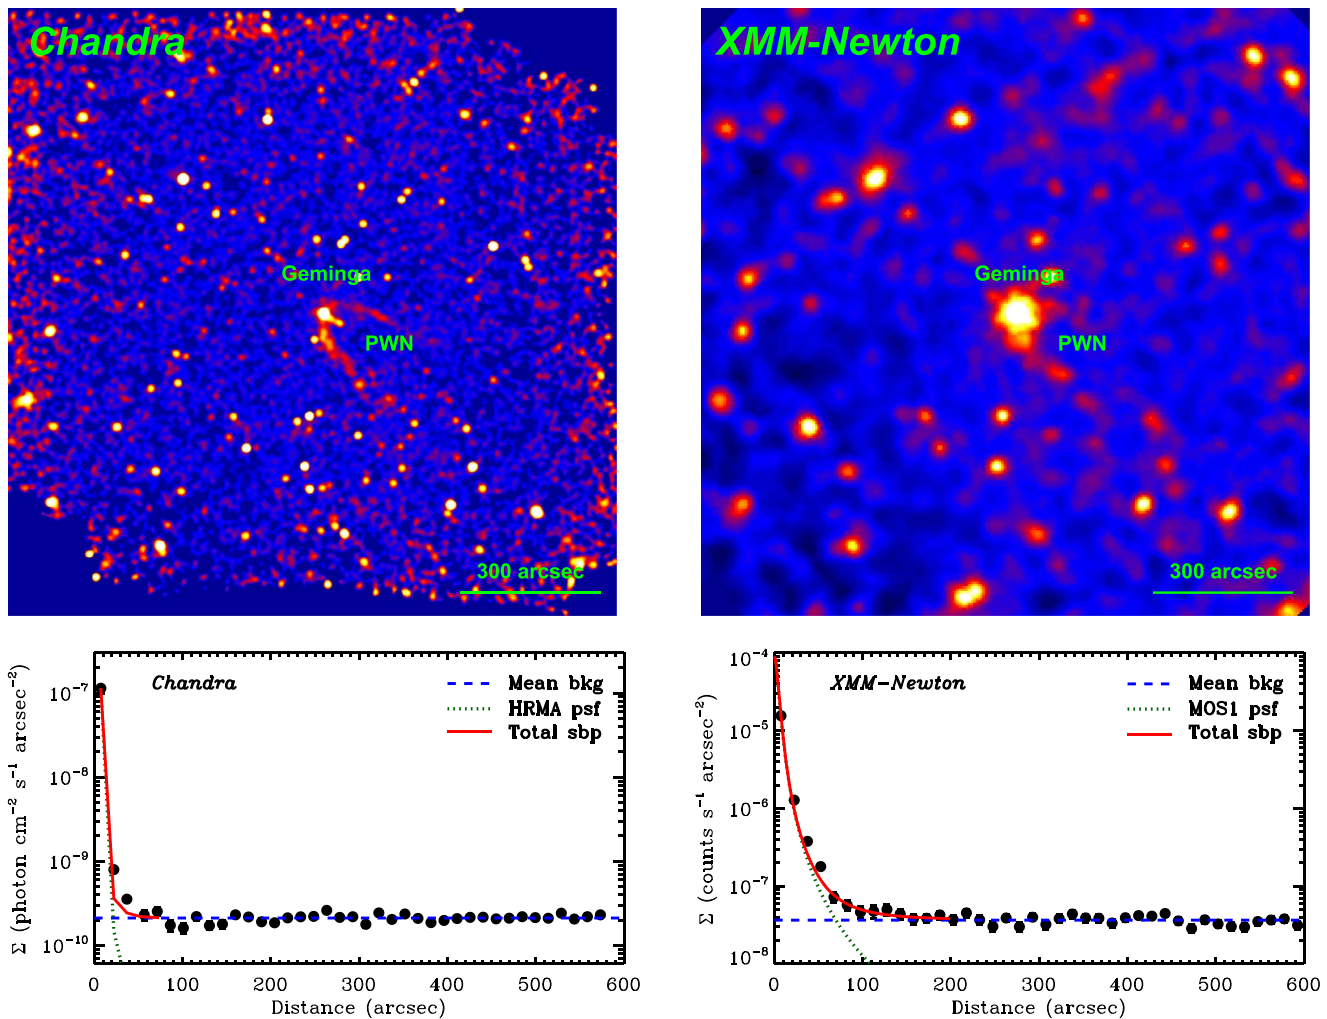 Chandra
XMM-Newton
Geminga
PWN
300 arcsec
Geminga
PWN
300 arcsec
Chandra
Mean bkg
HRMA psf
Total sbp
10⁻⁷
10⁻⁸
10⁻⁹
10⁻¹⁰
Σ (photon cm⁻² s⁻¹ arcsec⁻²)
0 100 200 300 400 500 600
Distance (arcsec)
XMM-Newton
Mean bkg
MOS1 psf
Total sbp
10⁻⁴
10⁻⁵
10⁻⁶
10⁻⁷
10⁻⁸
Σ (counts s⁻¹ arcsec⁻²)
0 100 200 300 400 500 600
Distance (arcsec)